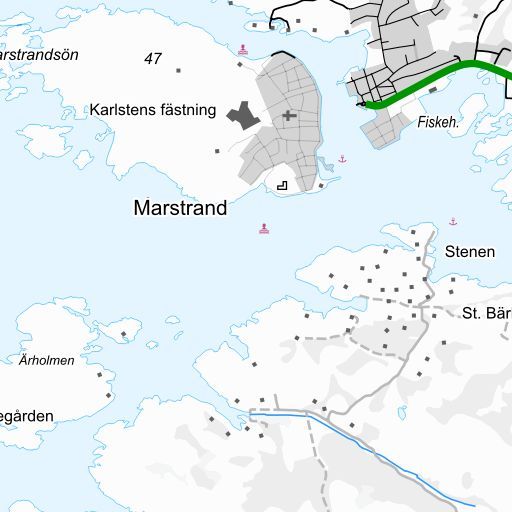 arstrandsön
47
Karlstens fästning
Fiskeh.
Marstrand
Stenen
St. Bär
Ärholmen
egården